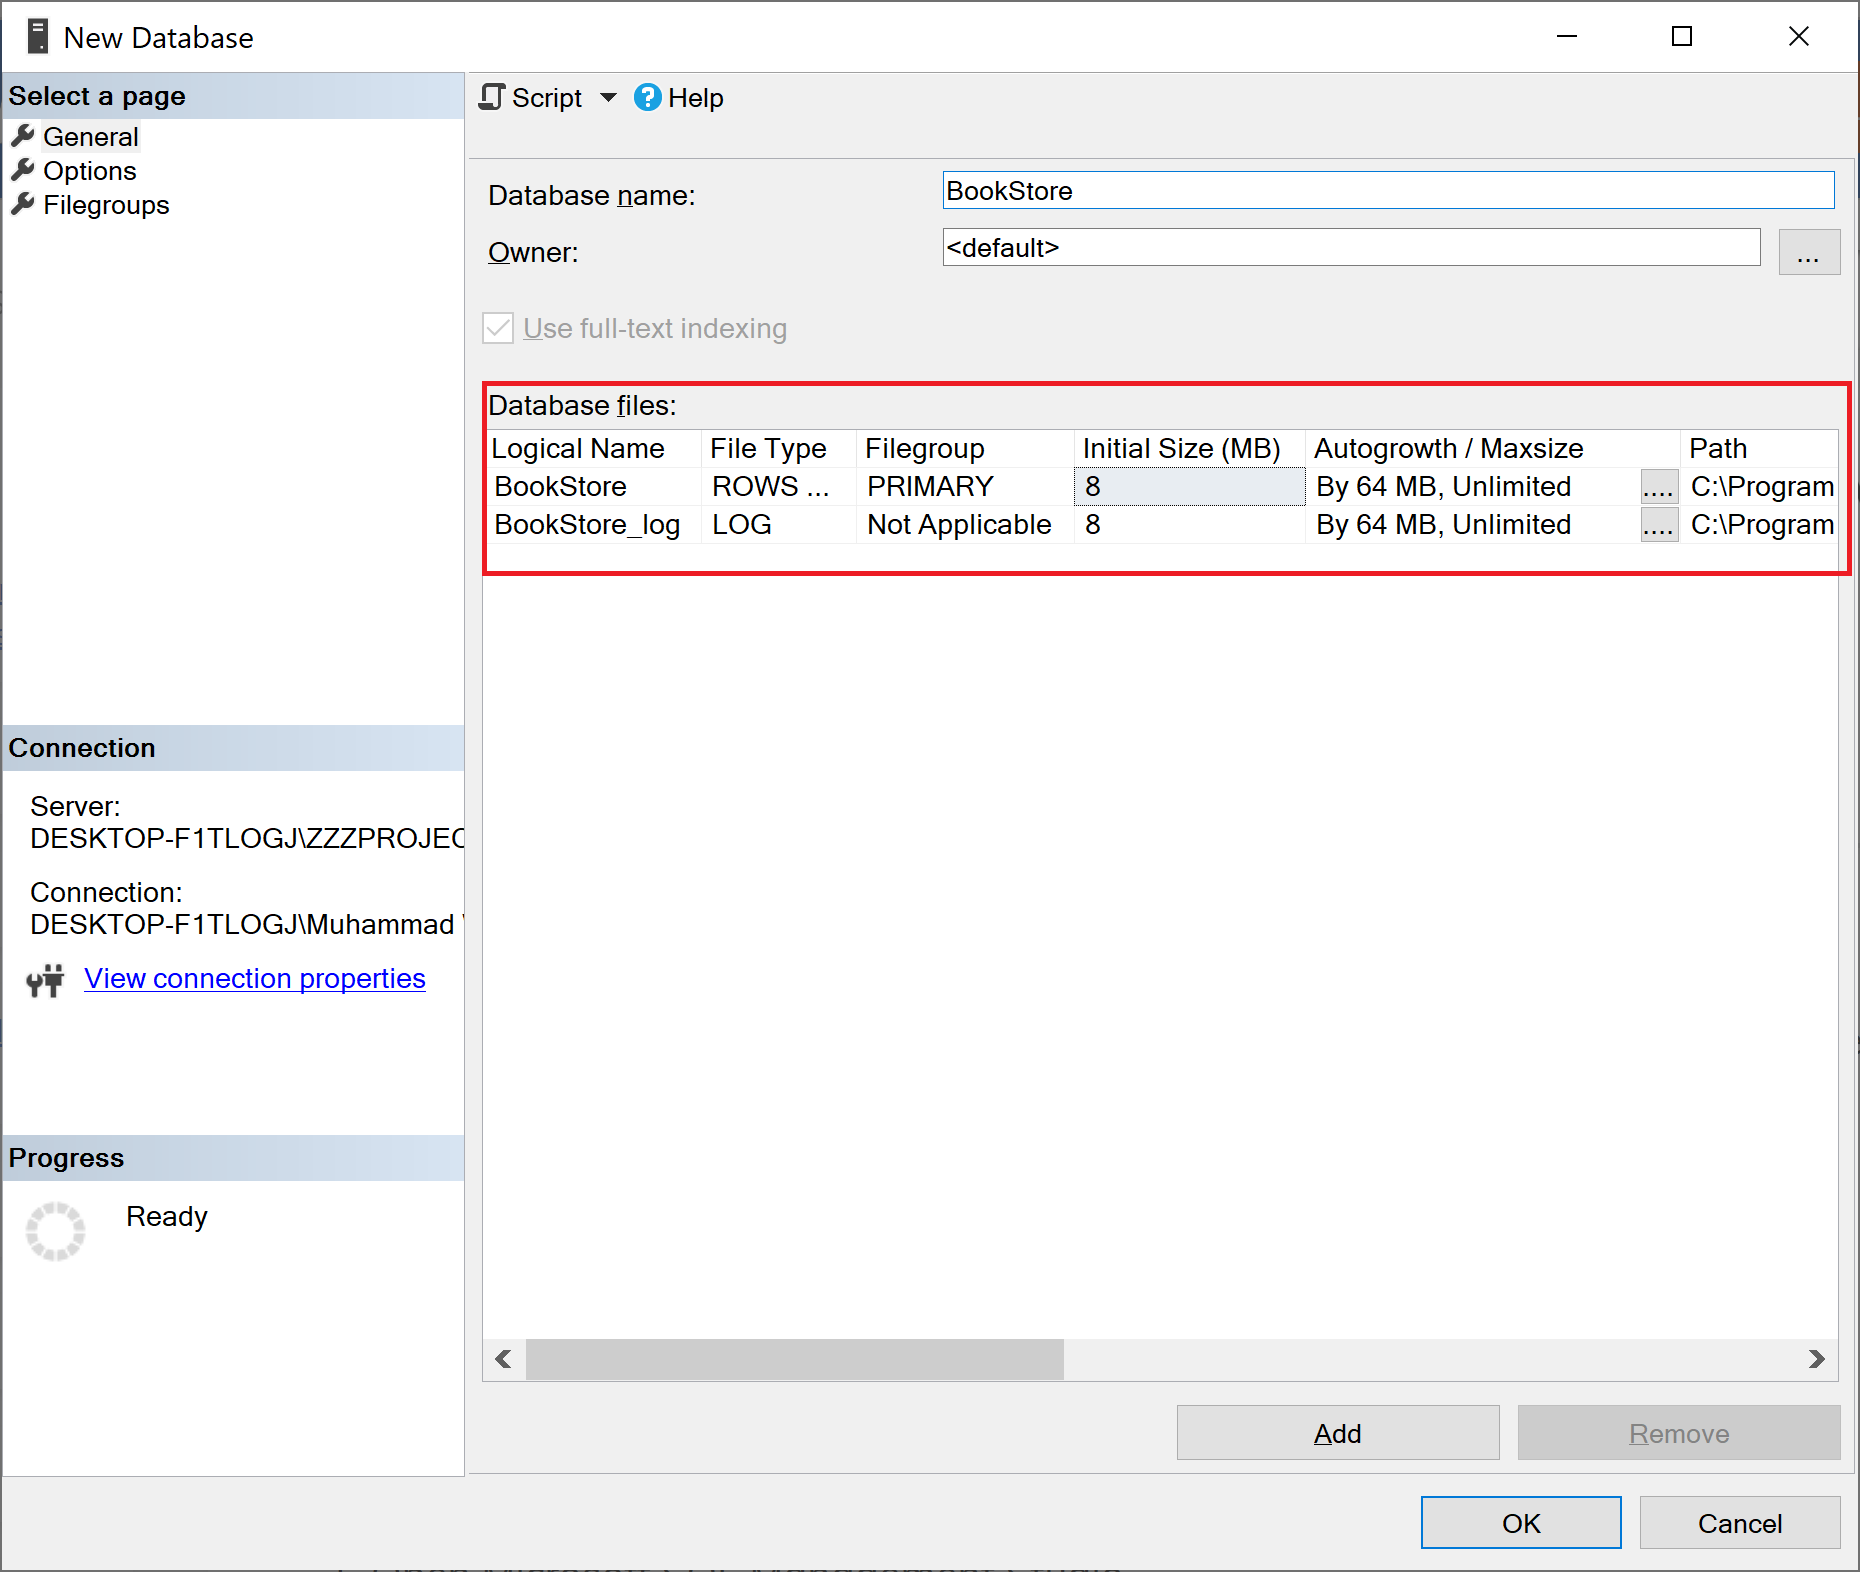 New Database
Select a page
General
Options
Filegroups
Script
Help
Database name:
BookStore
Owner:
<default>
...
Use full-text indexing
Database files:
Logical Name File Type Filegroup Initial Size (MB) Autogrowth / Maxsize Path
BookStore ROWS ... PRIMARY 8 By 64 MB, Unlimited .... C:\Program
BookStore_log LOG Not Applicable 8 By 64 MB, Unlimited .... C:\Program
Connection
Server:
DESKTOP-F1TLOGJ\ZZZPROJEC
Connection:
DESKTOP-F1TLOGJ\Muhammad
View connection properties
Progress
Ready
Add
Remove
OK
Cancel